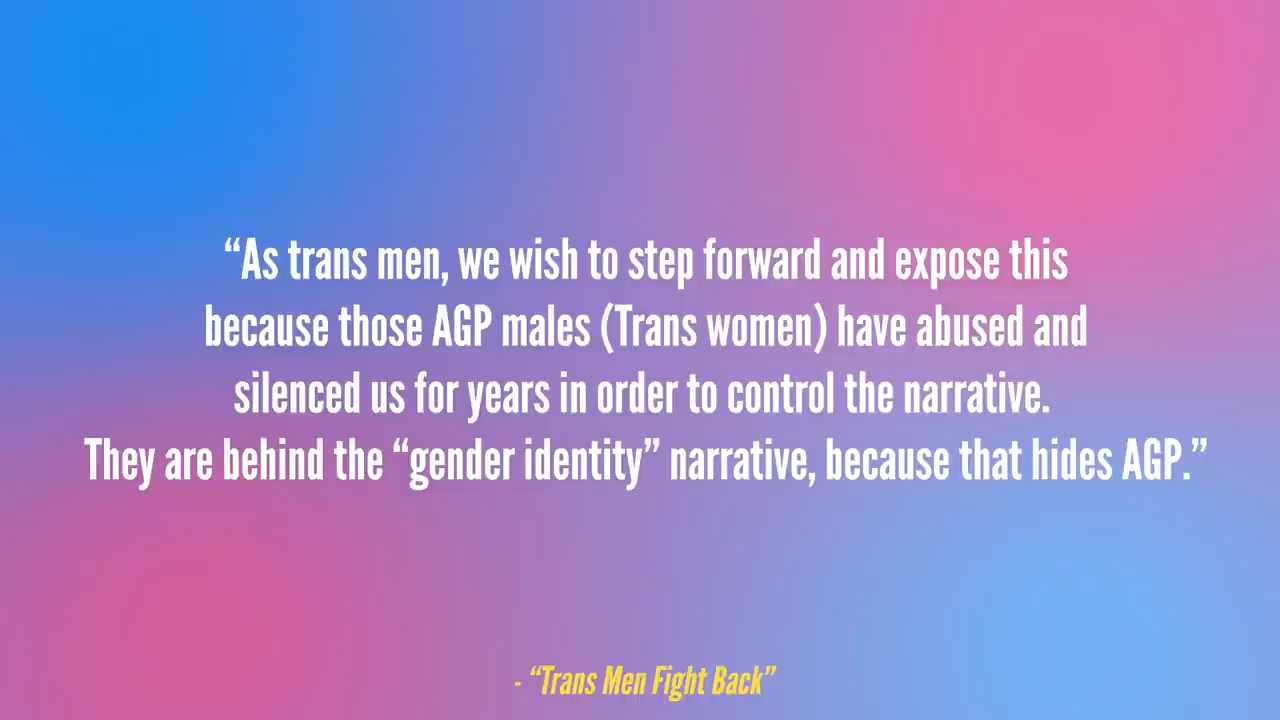 “As trans men, we wish to step forward and expose this
because those AGP males (Trans women) have abused and
silenced us for years in order to control the narrative.
They are behind the “gender identity” narrative, because that hides AGP.”
- “Trans Men Fight Back”